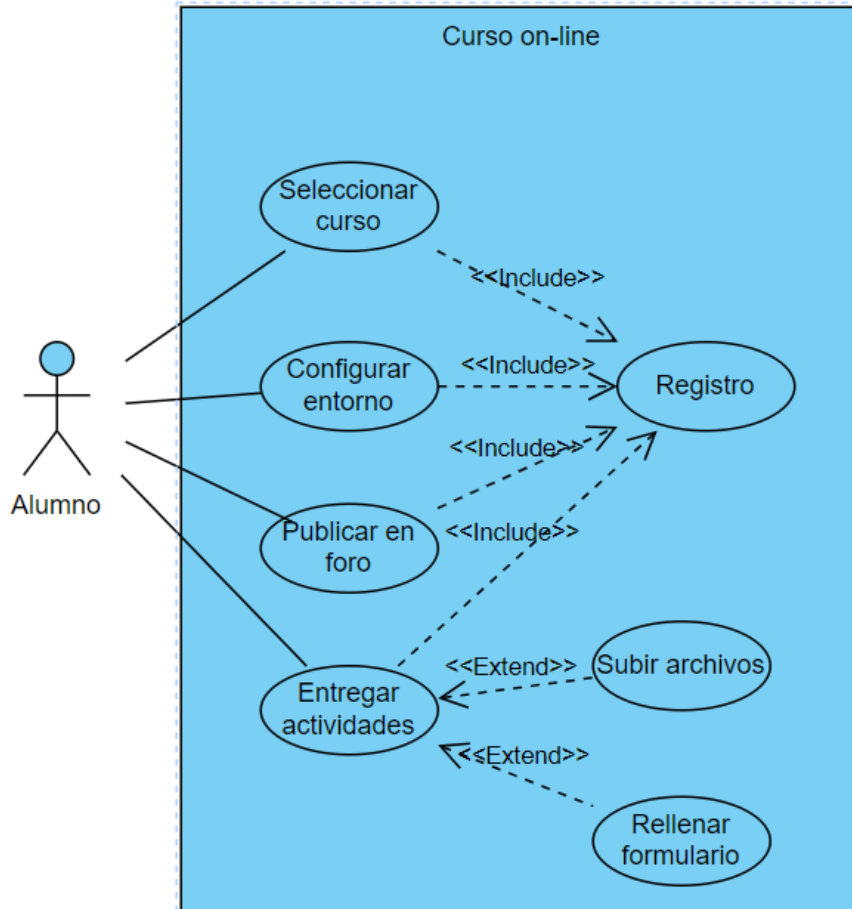 Curso on-line
Seleccionar
curso
<<Include>>
Configurar
entorno
<<Include>>
Registro
Alumno
<<Include>>
Publicar en
foro
<<Include>>
Entregar
actividades
<<Extend>>
Subir archivos
<<Extend>>
Rellenar
formulario